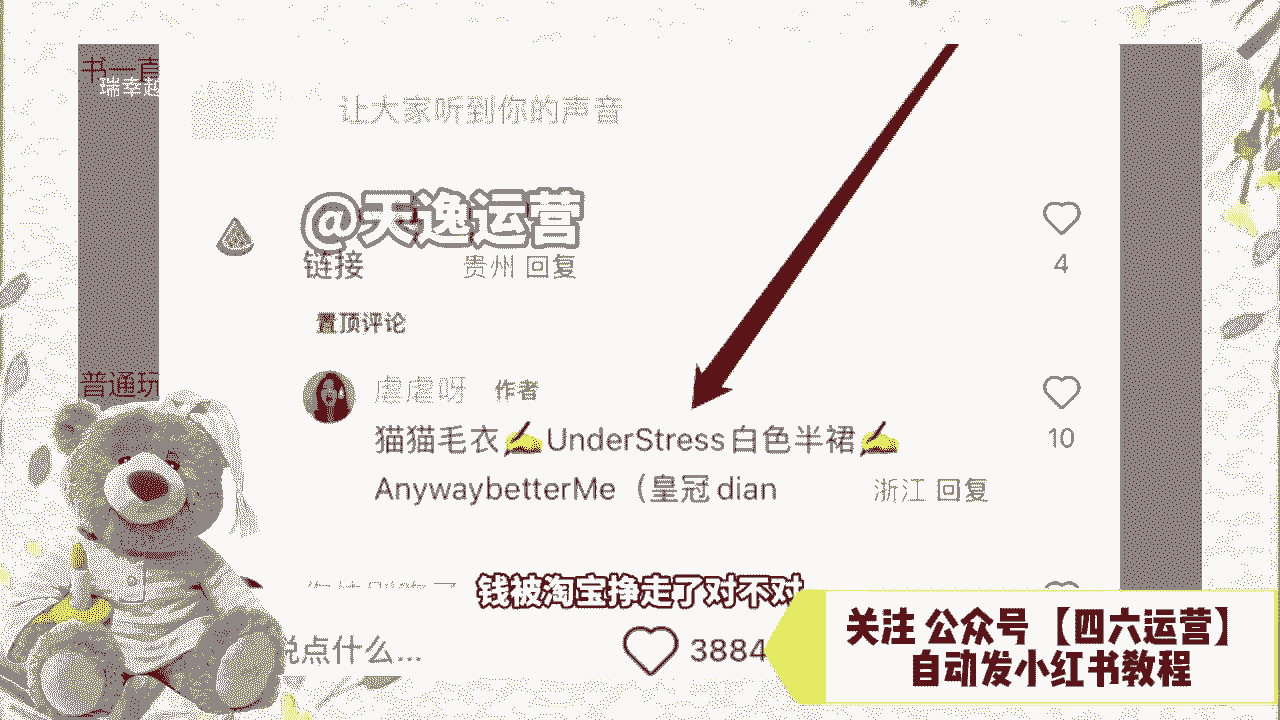 书一直
瑞幸起
让大家听到你的声音
@天逸运营
链接 贵州 回复
4
置顶评论
普通玩
虐虐呀 作者
猫猫毛衣✍️UnderStress白色半裙✍️
10
AnywaybetterMe（皇冠dian 浙江 回复
钱被淘宝挣走了对不对
说点什么...
3884
关注 公众号 【四六运营】
自动发小红书教程